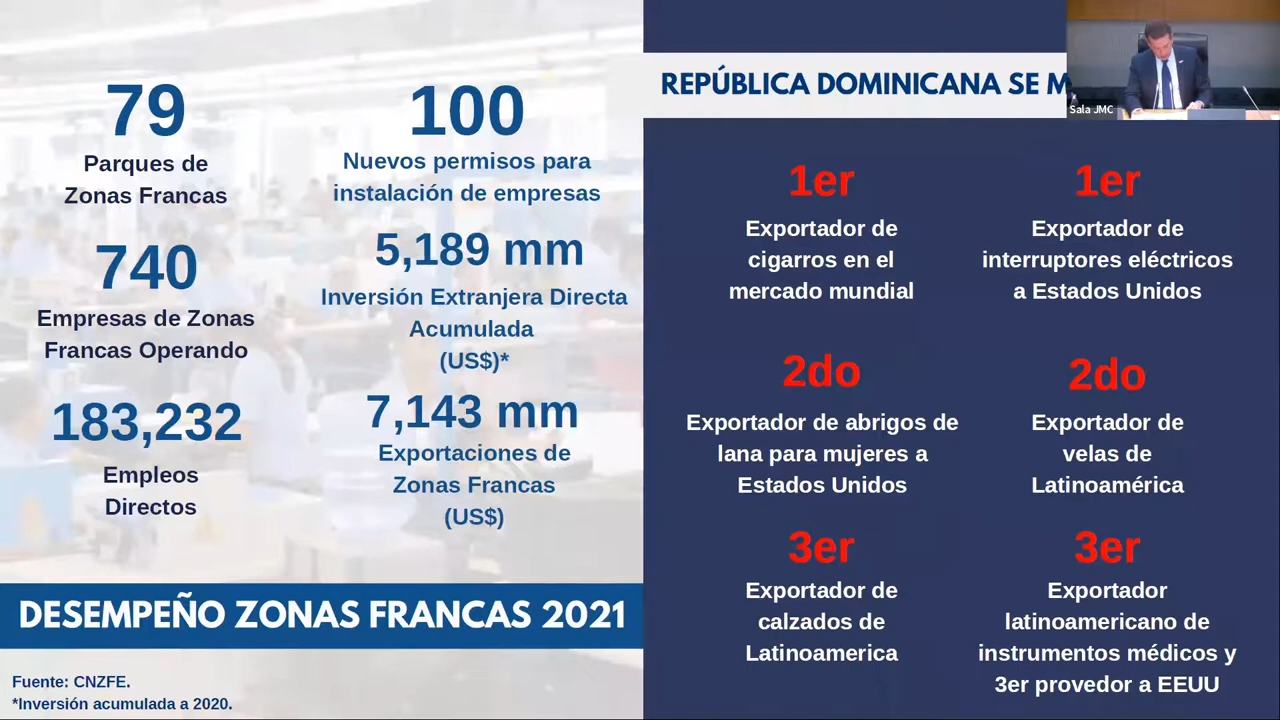 79
Parques de
Zonas Francas
100
Nuevos permisos para
instalación de empresas
740
Empresas de Zonas
Francas Operando
5,189 mm
Inversión Extranjera Directa
Acumulada
(US$)*
183,232
Empleos
Directos
7,143 mm
Exportaciones de
Zonas Francas
(US$)
DESEMPEÑO ZONAS FRANCAS 2021
Fuente: CNZFE.
*Inversión acumulada a 2020.
REPÚBLICA DOMINICANA SE M
Sala JMC
1er
Exportador de
cigarros en el
mercado mundial
1er
Exportador de
interruptores eléctricos
a Estados Unidos
2do
Exportador de abrigos de
lana para mujeres a
Estados Unidos
2do
Exportador de
velas de
Latinoamérica
3er
Exportador de
calzados de
Latinoamerica
3er
Exportador
latinoamericano de
instrumentos médicos y
3er provedor a EEUU